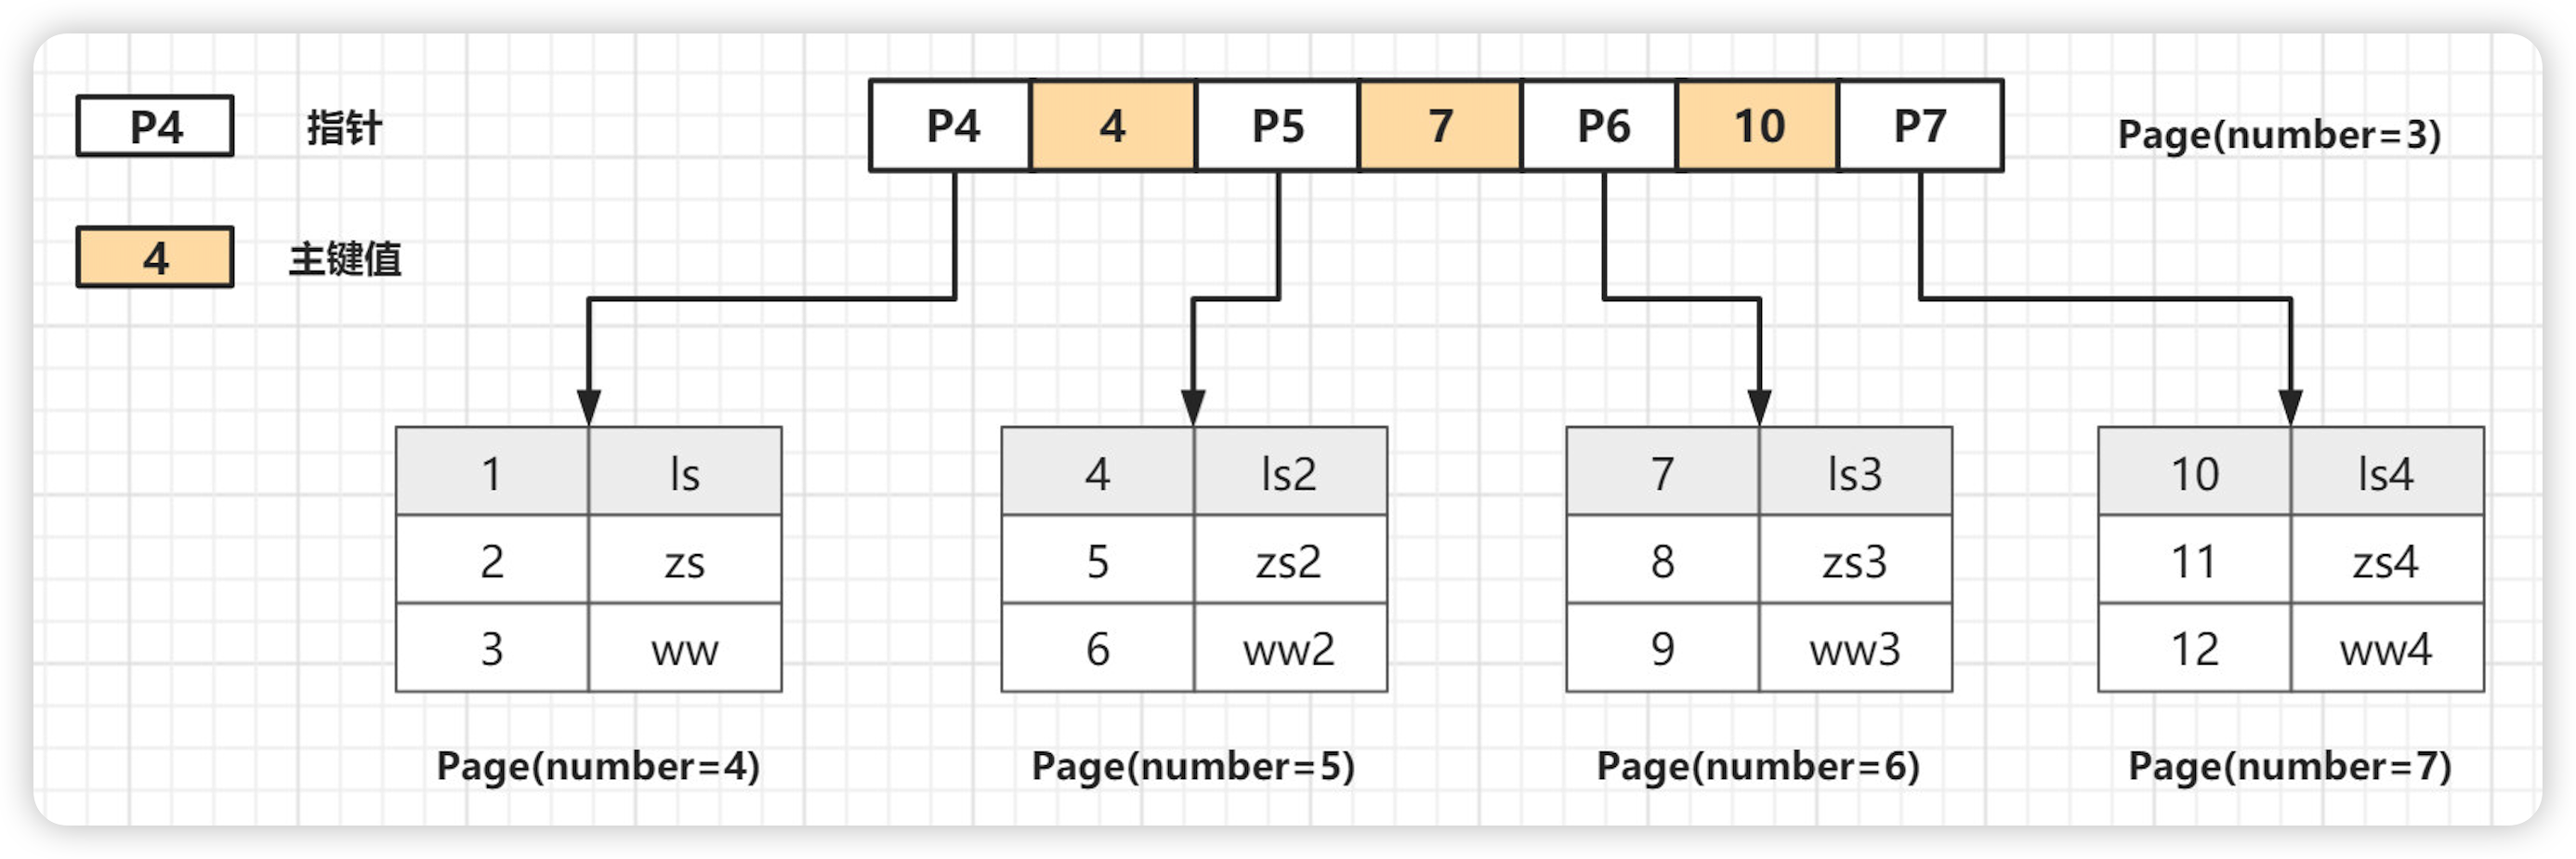 P4 指针
4 主键值
P4 4 P5 7 P6 10 P7
Page(number=3)
1 ls
2 zs
3 ww
Page(number=4)
4 ls2
5 zs2
6 ww2
Page(number=5)
7 ls3
8 zs3
9 ww3
Page(number=6)
10 ls4
11 zs4
12 ww4
Page(number=7)